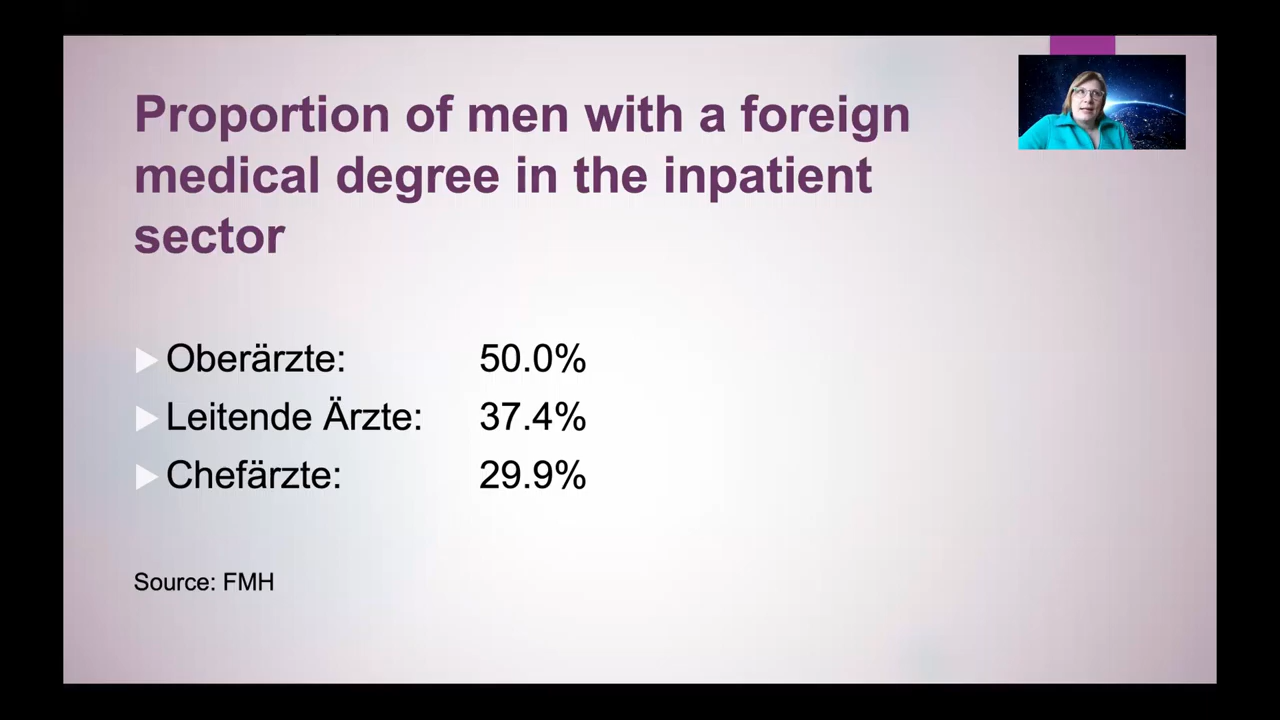 Proportion of men with a foreign
medical degree in the inpatient
sector
Oberärzte: 50.0%
Leitende Ärzte: 37.4%
Chefärzte: 29.9%
Source: FMH